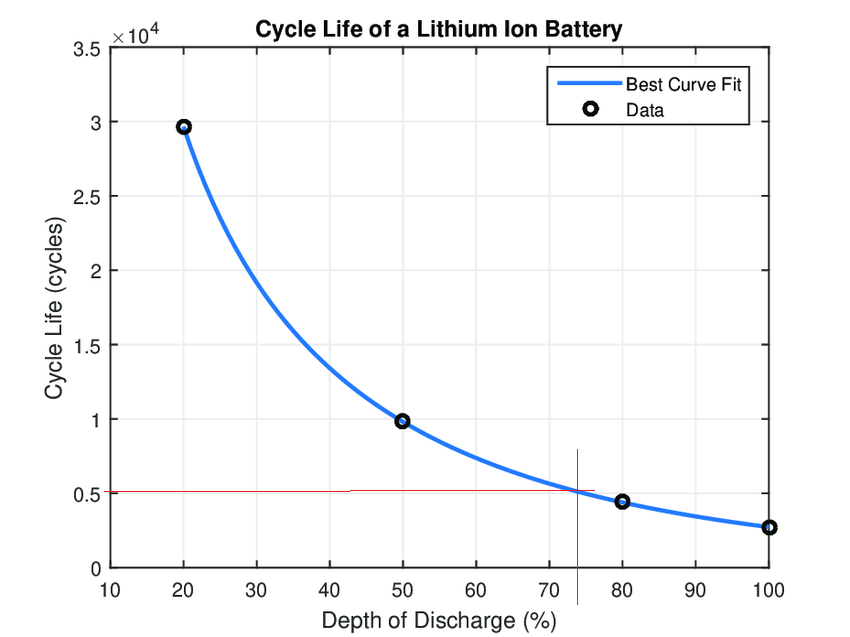 Cycle Life of a Lithium Ion Battery
×10⁴
3.5
3
2.5
2
1.5
1
0.5
0
Cycle Life (cycles)
Best Curve Fit
Data
10 20 30 40 50 60 70 80 90 100
Depth of Discharge (%)